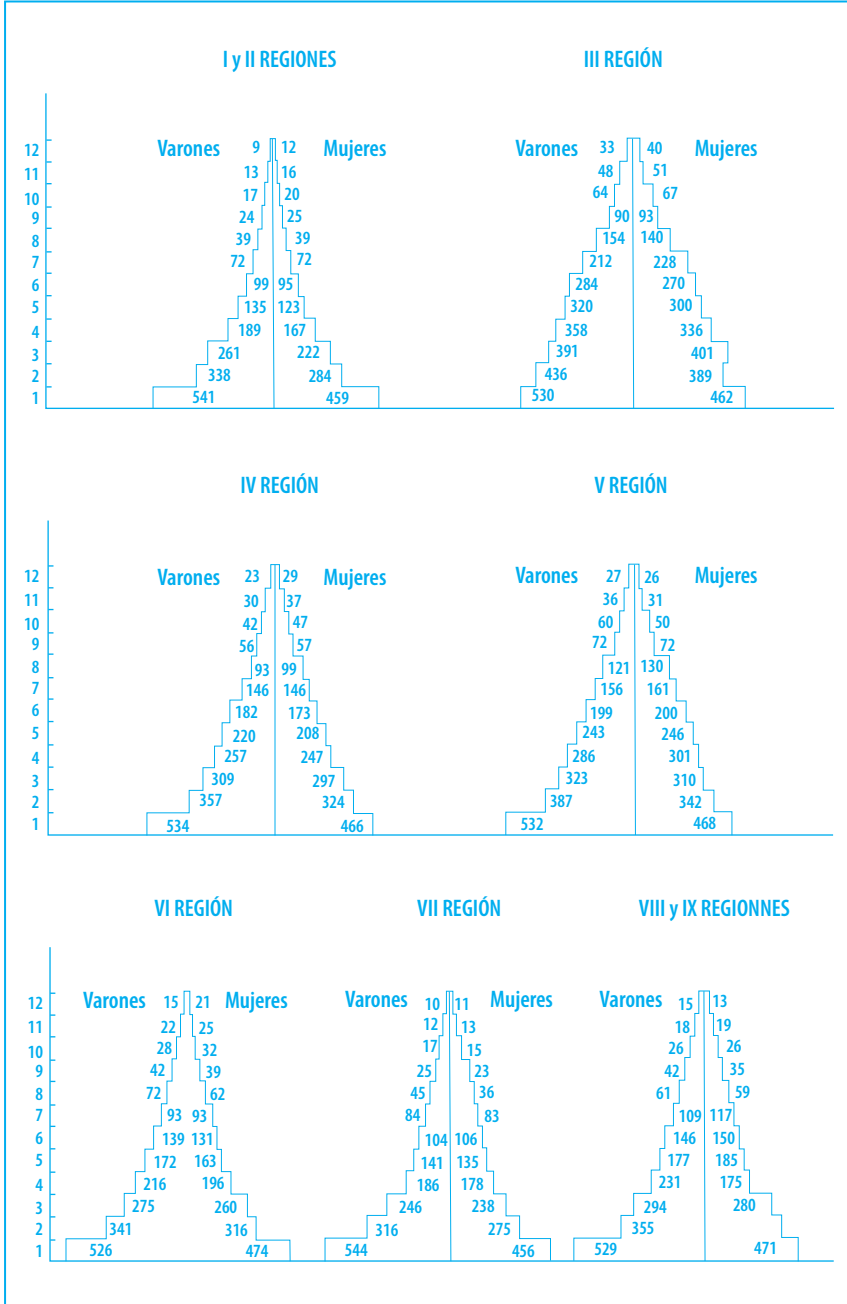 I y II REGIONES III REGIÓN
12 Varones 9 12 Mujeres Varones 33 40 Mujeres
11 13 16 48 51
10 17 20 64 67
9 24 25 90 93
8 39 39 154 140
7 72 72 212 228
6 99 95 284 270
5 135 123 320 300
4 189 167 358 336
3 261 222 391 401
2 338 284 436 389
1 541 459 530 462
IV REGIÓN V REGIÓN
12 Varones 23 29 Mujeres Varones 27 26 Mujeres
11 30 37 36 31
10 42 47 60 50
9 56 57 72 72
8 93 99 121 130
7 146 146 156 161
6 182 173 199 200
5 220 208 243 246
4 257 247 286 301
3 309 297 323 310
2 357 324 387 342
1 534 466 532 468
VI REGIÓN VII REGIÓN VIII y IX REGIONNES
12 Varones 15 21 Mujeres Varones 10 11 Mujeres Varones 15 13
11 22 25 12 13 18 19
10 28 32 17 15 26 26
9 42 39 25 23 42 35
8 72 62 45 36 61 59
7 93 93 84 83 109 117
6 139 131 104 106 146 150
5 172 163 141 135 177 185
4 216 196 186 178 231 175
3 275 260 246 238 294 280
2 341 316 316 275 355
1 526 474 544 456 529 471